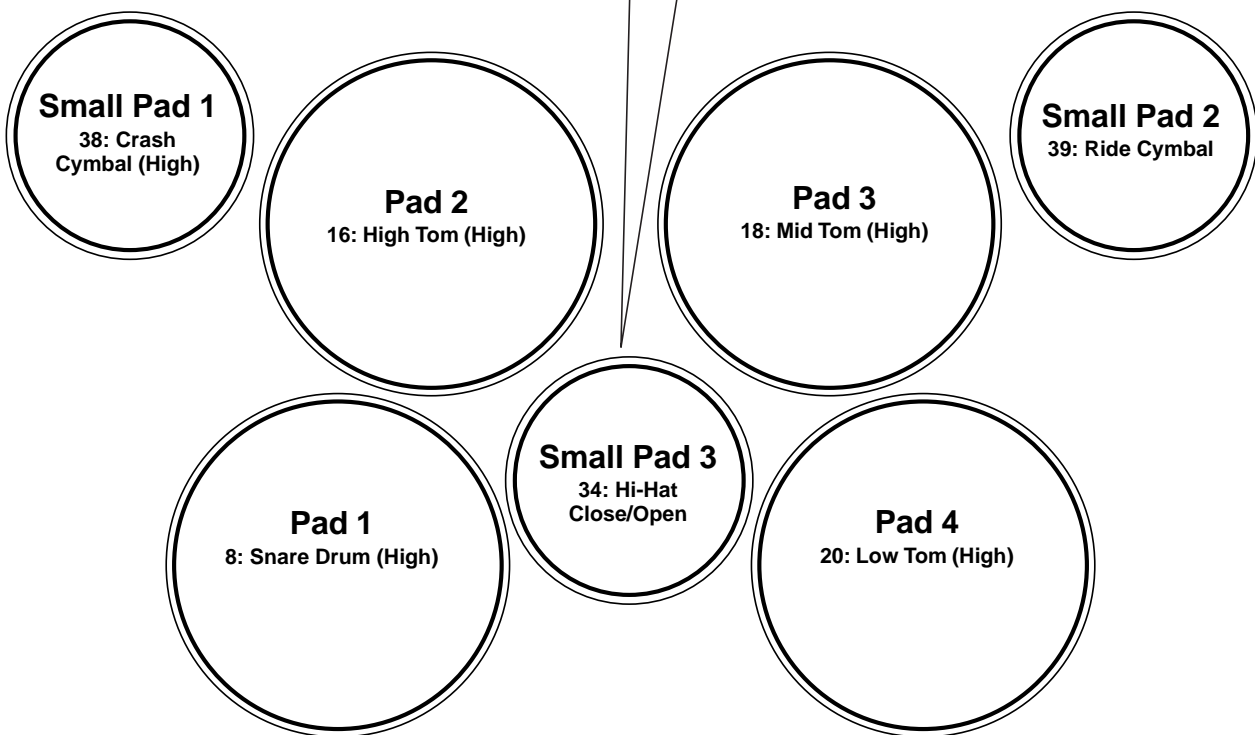 Small Pad 1
38: Crash
Cymbal (High)
Pad 2
16: High Tom (High)
Pad 3
18: Mid Tom (High)
Small Pad 2
39: Ride Cymbal
Pad 1
8: Snare Drum (High)
Small Pad 3
34: Hi-Hat
Close/Open
Pad 4
20: Low Tom (High)